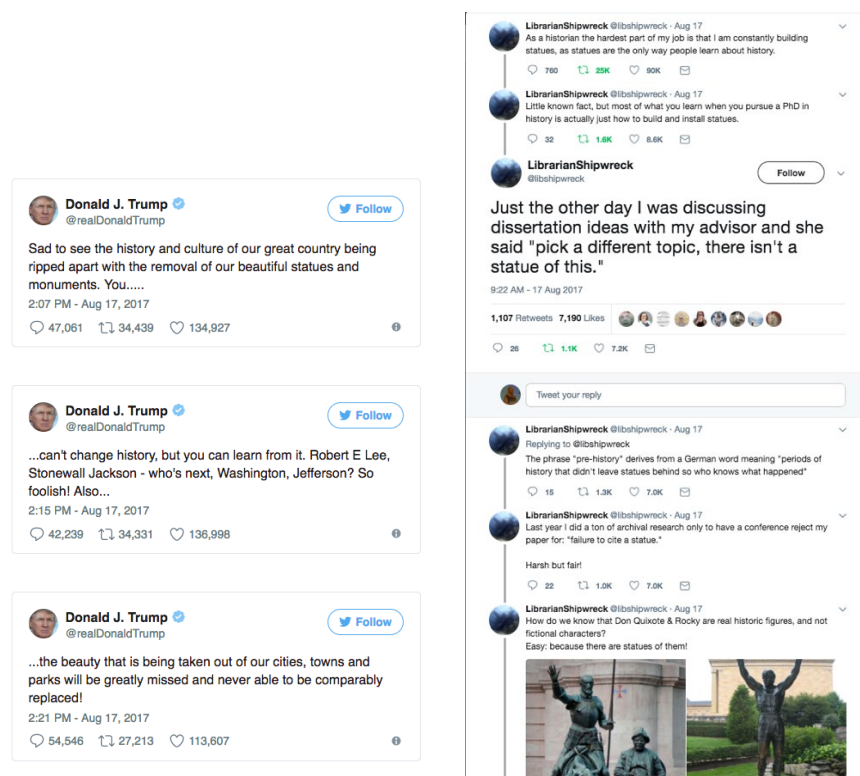 Donald J. Trump
@realDonaldTrump
Follow
Sad to see the history and culture of our great country being
ripped apart with the removal of our beautiful statues and
monuments. You.....
2:07 PM - Aug 17, 2017
47,061 34,439 134,927
Donald J. Trump
@realDonaldTrump
Follow
...can't change history, but you can learn from it. Robert E Lee,
Stonewall Jackson - who's next, Washington, Jefferson? So
foolish! Also...
2:15 PM - Aug 17, 2017
42,239 34,331 136,998
Donald J. Trump
@realDonaldTrump
Follow
...the beauty that is being taken out of our cities, towns and
parks will be greatly missed and never able to be comparably
replaced!
2:21 PM - Aug 17, 2017
54,546 27,213 113,607
LibrarianShipwreck @libshipwreck · Aug 17
As a historian the hardest part of my job is that I am constantly building
statues, as statues are the only way people learn about history.
760 25K 90K
LibrarianShipwreck @libshipwreck · Aug 17
Little known fact, but most of what you learn when you pursue a PhD in
history is actually just how to build and install statues.
32 1.6K 8.6K
LibrarianShipwreck
@libshipwreck
Follow
Just the other day I was discussing
dissertation ideas with my advisor and she
said "pick a different topic, there isn't a
statue of this."
9:22 AM - 17 Aug 2017
1,107 Retweets 7,190 Likes
26 1.1K 7.2K
Tweet your reply
LibrarianShipwreck @libshipwreck · Aug 17
Replying to @libshipwreck
The phrase "pre-history" derives from a German word meaning "periods of
history that didn't leave statues behind so who knows what happened"
15 1.3K 7.0K
LibrarianShipwreck @libshipwreck · Aug 17
Last year I did a ton of archival research only to have a conference reject my
paper for: "failure to cite a statue."
Harsh but fair!
22 1.0K 7.0K
LibrarianShipwreck @libshipwreck · Aug 17
How do we know that Don Quixote & Rocky are real historic figures, and not
fictional characters?
Easy: because there are statues of them!